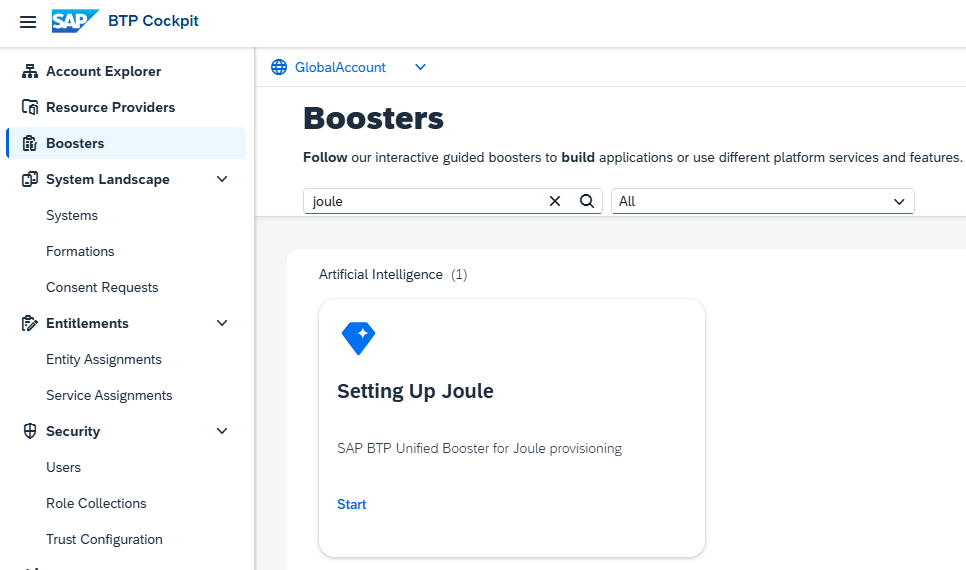 SAP BTP Cockpit
Account Explorer
Resource Providers
Boosters
System Landscape
Systems
Formations
Consent Requests
Entitlements
Entity Assignments
Service Assignments
Security
Users
Role Collections
Trust Configuration
GlobalAccount
Boosters
Follow our interactive guided boosters to build applications or use different platform services and features.
joule
All
Artificial Intelligence (1)
Setting Up Joule
SAP BTP Unified Booster for Joule provisioning
Start